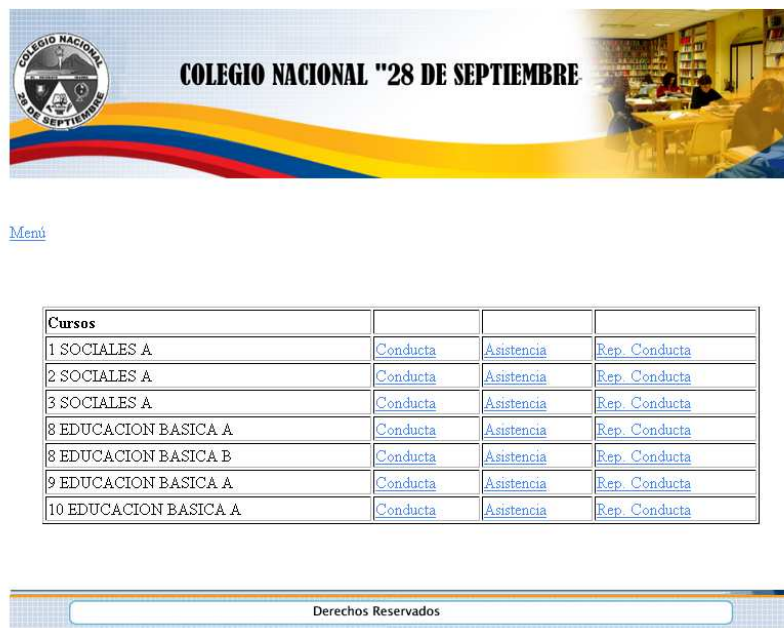 COLEGIO NACIONAL
28 DE SEPTIEMBRE
COLEGIO NACIONAL "28 DE SEPTIEMBRE
Menú
Cursos
1 SOCIALES A Conducta Asistencia Rep. Conducta
2 SOCIALES A Conducta Asistencia Rep. Conducta
3 SOCIALES A Conducta Asistencia Rep. Conducta
8 EDUCACION BASICA A Conducta Asistencia Rep. Conducta
8 EDUCACION BASICA B Conducta Asistencia Rep. Conducta
9 EDUCACION BASICA A Conducta Asistencia Rep. Conducta
10 EDUCACION BASICA A Conducta Asistencia Rep. Conducta
Derechos Reservados